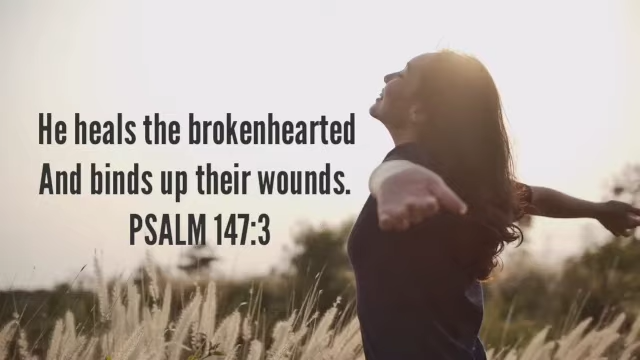 He heals the brokenhearted
And binds up their wounds.
PSALM 147:3